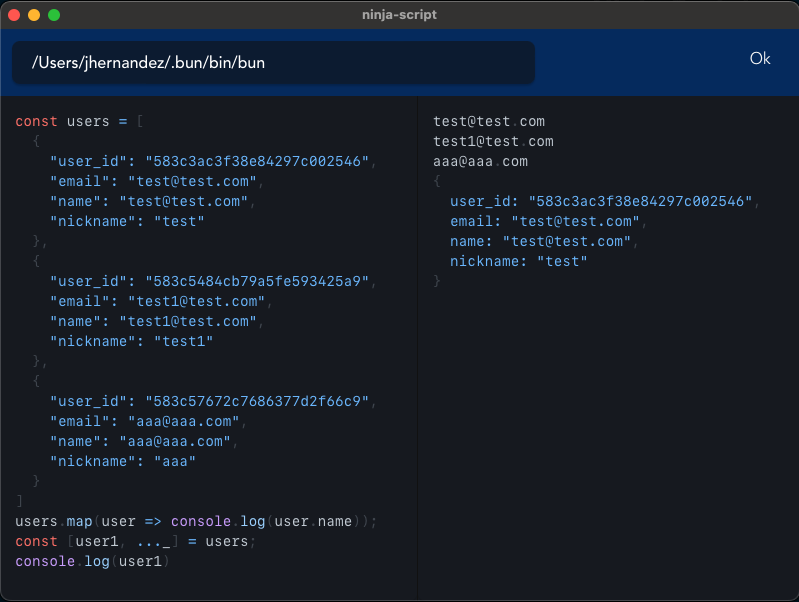 ninja-script
/Users/jhernandez/.bun/bin/bun
Ok
const users = [
  {
    "user_id": "583c3ac3f38e84297c002546",
    "email": "test@test.com",
    "name": "test@test.com",
    "nickname": "test"
  },
  {
    "user_id": "583c5484cb79a5fe593425a9",
    "email": "test1@test.com",
    "name": "test1@test.com",
    "nickname": "test1"
  },
  {
    "user_id": "583c57672c7686377d2f66c9",
    "email": "aaa@aaa.com",
    "name": "aaa@aaa.com",
    "nickname": "aaa"
  }
]
users.map(user => console.log(user.name));
const [user1, ..._] = users;
console.log(user1)
test@test.com
test1@test.com
aaa@aaa.com
{
  user_id: "583c3ac3f38e84297c002546",
  email: "test@test.com",
  name: "test@test.com",
  nickname: "test"
}